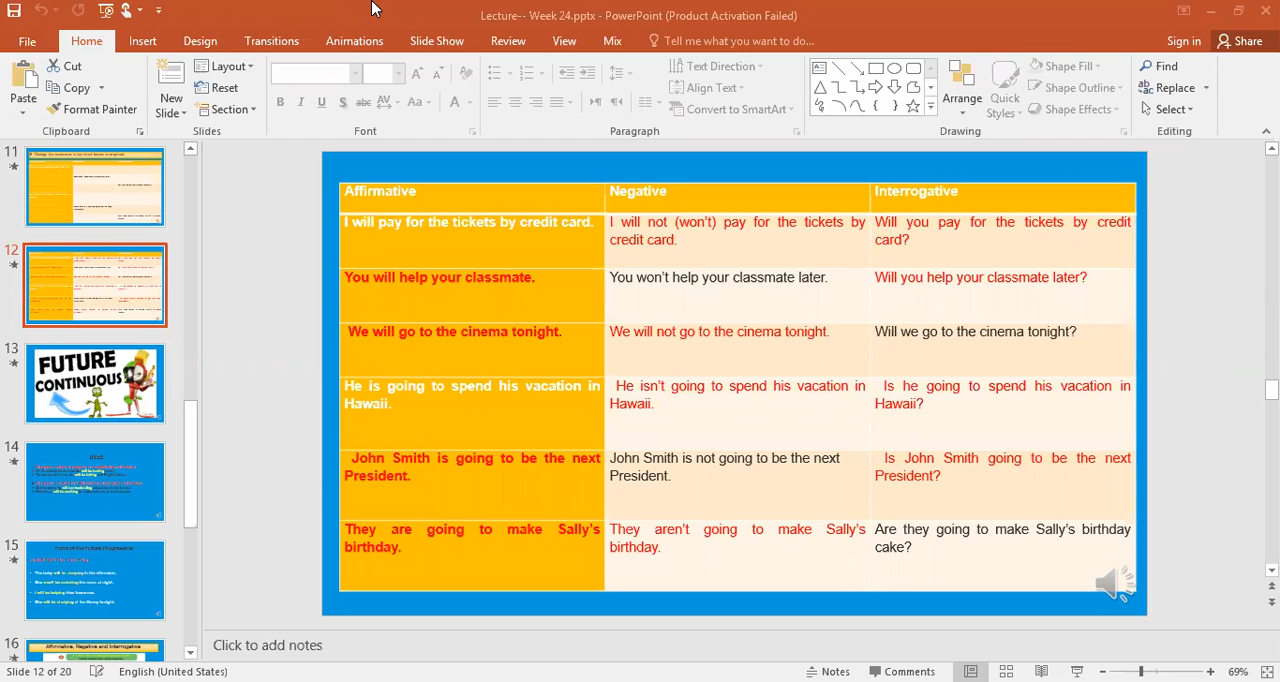 Lecture-- Week 24.pptx - PowerPoint (Product Activation Failed)
File Home Insert Design Transitions Animations Slide Show Review View Mix Tell me what you want to do... Sign in Share
Paste
Cut
Copy
Format Painter
Clipboard
New Slide
Layout
Reset
Section
Slides
B I U S abc AV Aa A
Font
Text Direction
Align Text
Convert to SmartArt
Paragraph
Arrange
Quick Styles
Shape Fill
Shape Outline
Shape Effects
Drawing
Find
Replace
Select
Editing
11
12
13
FUTURE
CONTINUOUS
14
15
16
Affirmative, Negative and Interrogative
Affirmative Negative Interrogative
I will pay for the tickets by credit card.
I will not (won't) pay for the tickets by
credit card.
Will you pay for the tickets by credit
card?
You will help your classmate.
You won't help your classmate later.
Will you help your classmate later?
We will go to the cinema tonight.
We will not go to the cinema tonight.
Will we go to the cinema tonight?
He is going to spend his vacation in
Hawaii.
He isn't going to spend his vacation in
Hawaii.
Is he going to spend his vacation in
Hawaii?
John Smith is going to be the next
President.
John Smith is not going to be the next
President.
Is John Smith going to be the next
President?
They are going to make Sally's
birthday.
They aren't going to make Sally's
birthday.
Are they going to make Sally's birthday
cake?
Click to add notes
Slide 12 of 20 English (United States) Notes Comments 69%